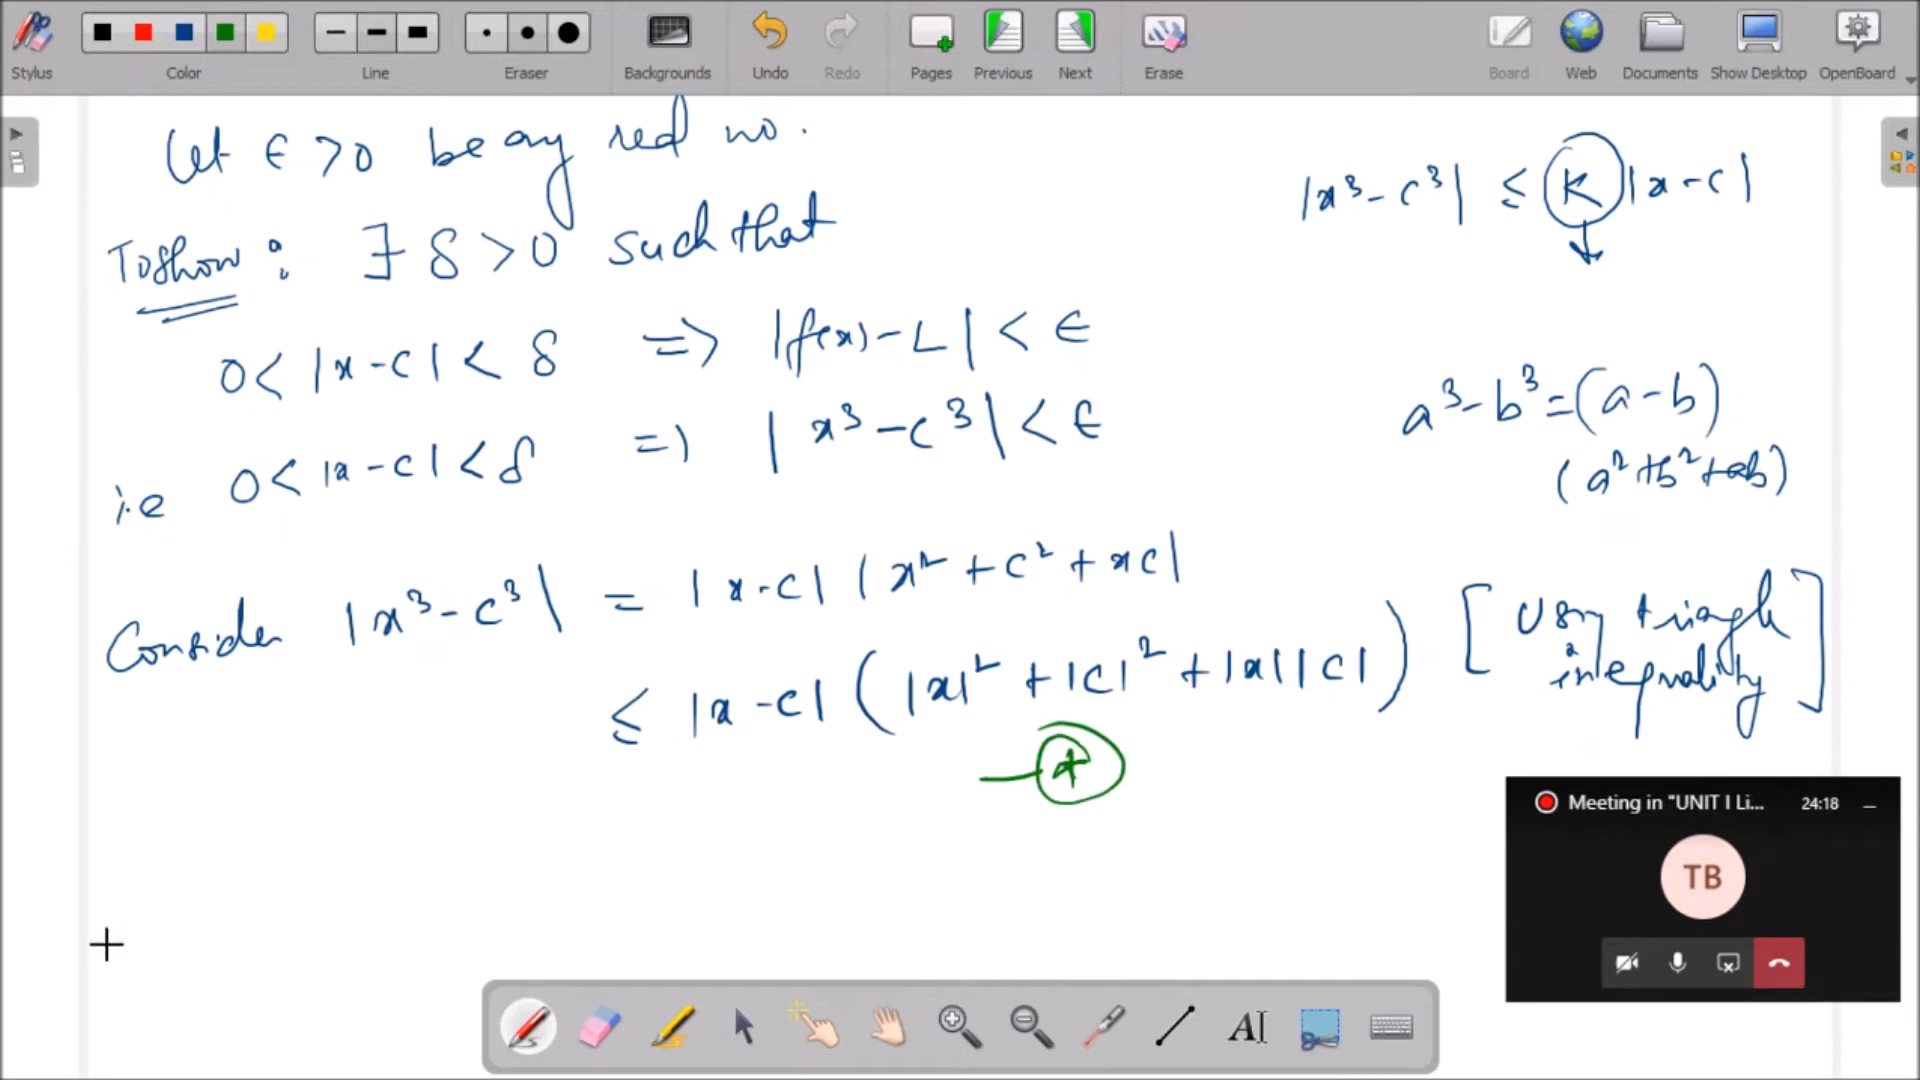 Stylus Color Line Eraser Backgrounds Undo Redo Pages Previous Next Erase Board Web Documents Show Desktop OpenBoard
Let ϵ > 0 be any real no.
|x³ - c³| ≤ K |x - c|
To show : ∃ δ > 0 such that
0 < |x - c| < δ => |f(x) - L| < ϵ
a³ - b³ = (a - b)
(a² + b² + ab)
i.e 0 < |x - c| < δ => |x³ - c³| < ϵ
Consider |x³ - c³| = |x - c| |x² + c² + xc|
≤ |x - c| (|x|² + |c|² + |x| |c|) [Using triangle
inequality]
— *
Meeting in "UNIT I Li... 24:18
TB
AI